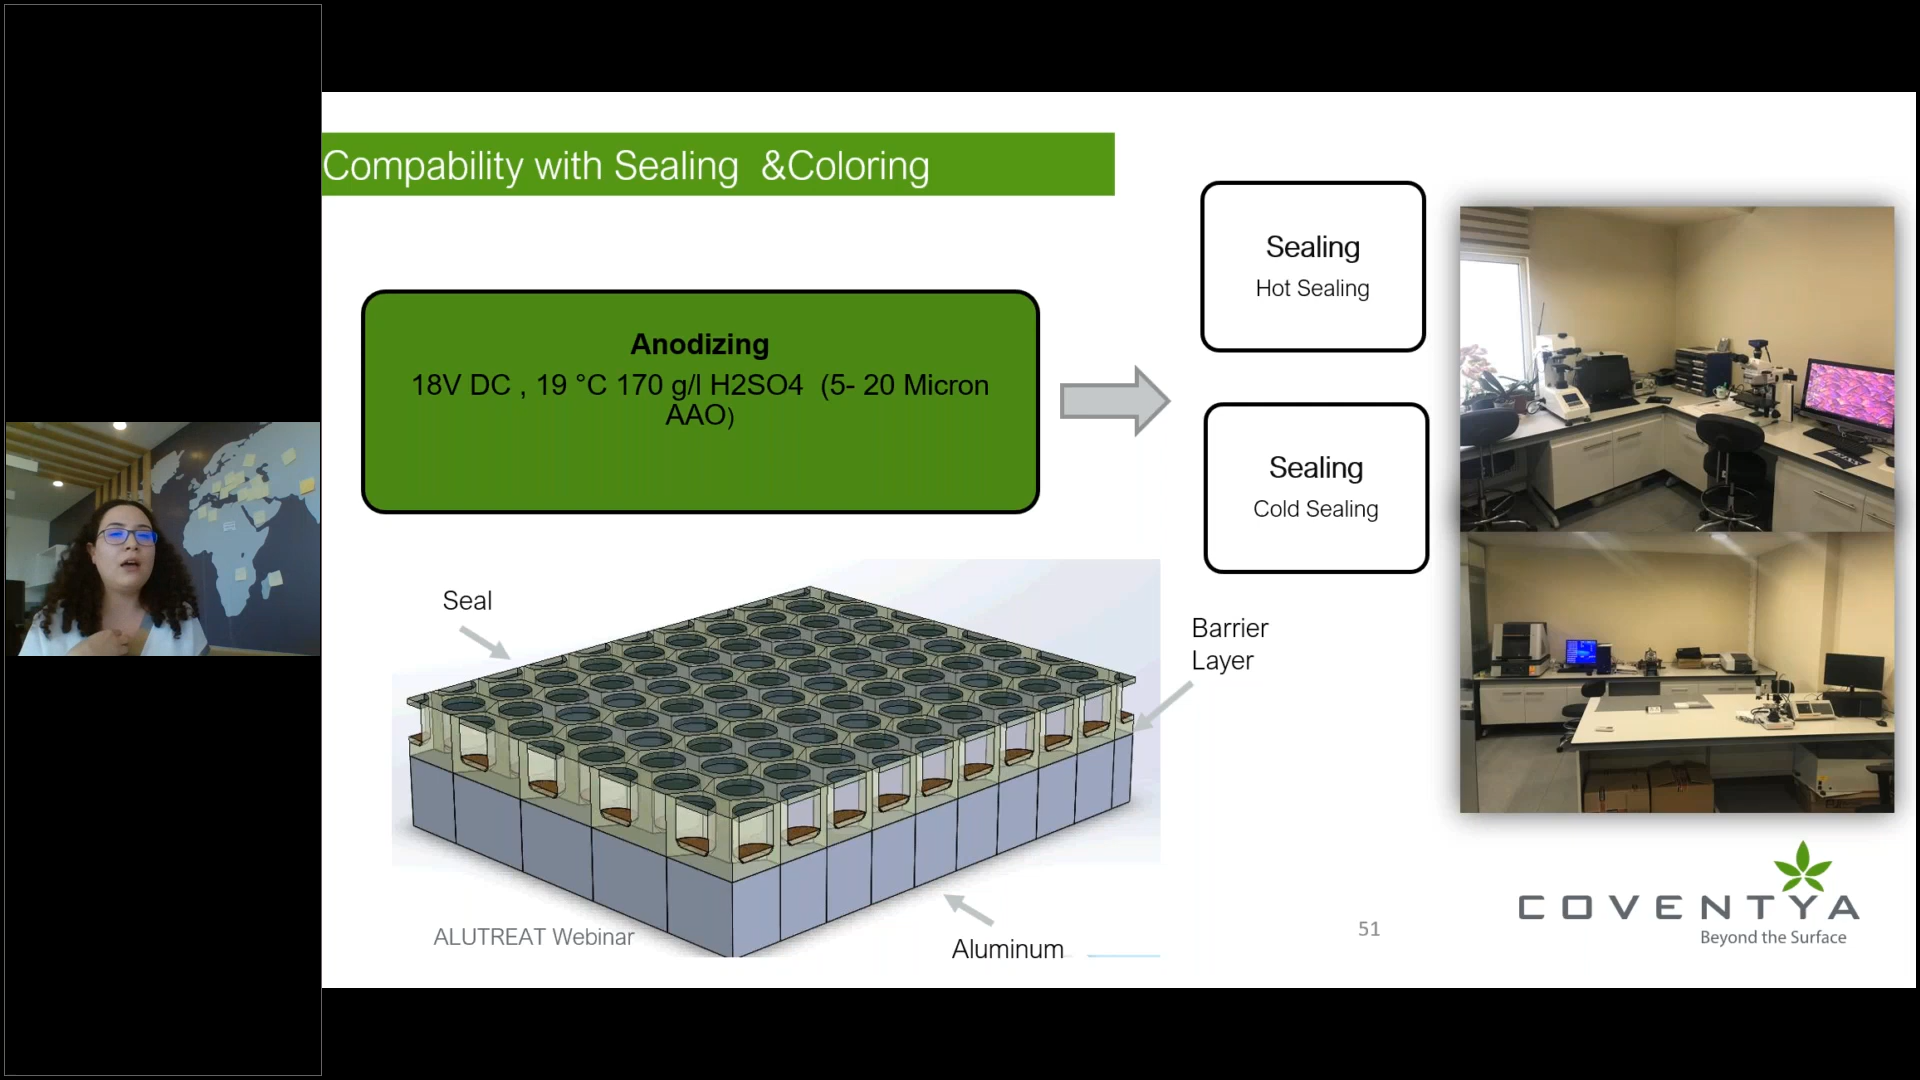 Compability with Sealing  &Coloring
Anodizing
18V DC , 19 °C 170 g/l H2SO4  (5- 20 Micron
AAO)
Sealing
Hot Sealing
Sealing
Cold Sealing
Seal
Barrier
Layer
Aluminum
ALUTREAT Webinar
51
COVENTYA
Beyond the Surface
ZEISS